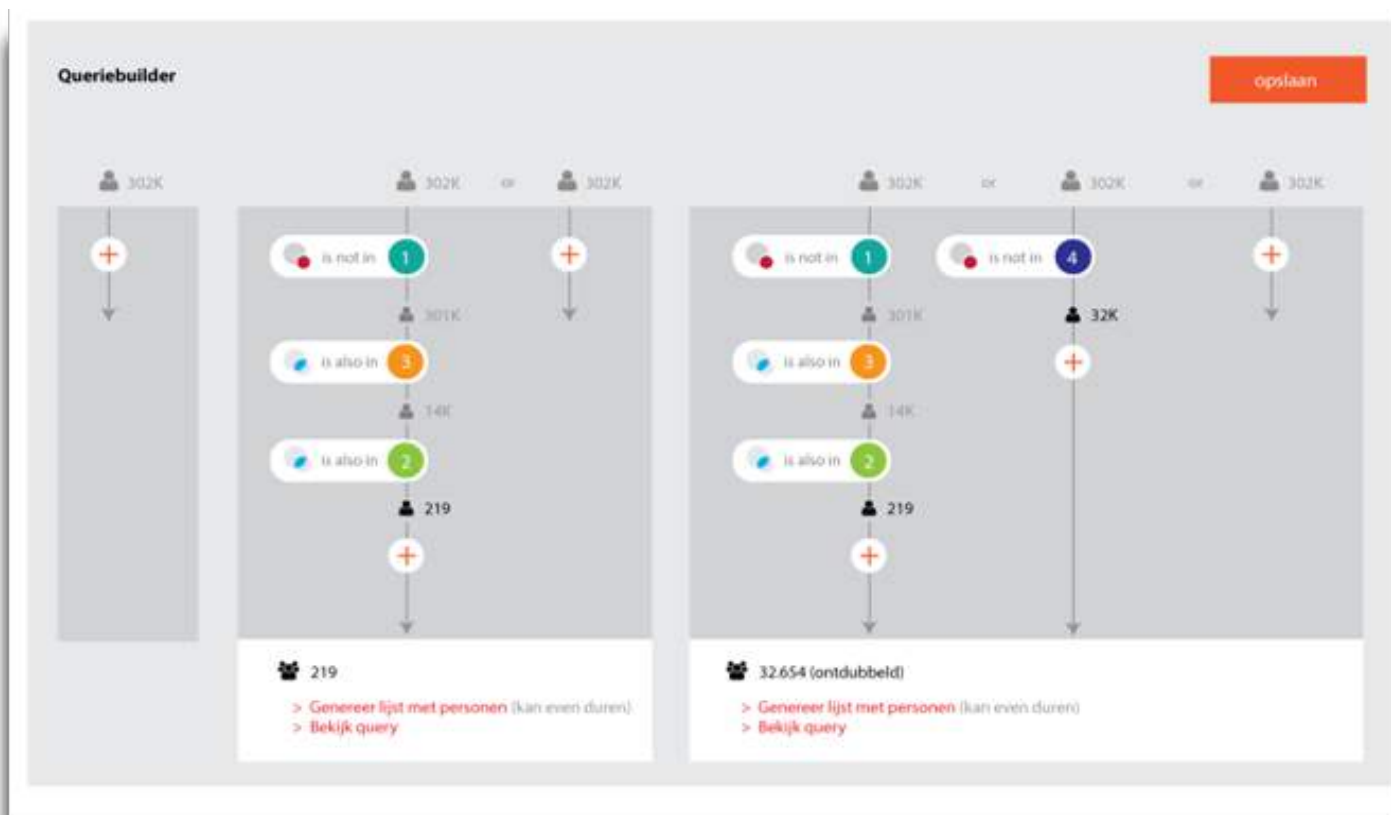 Queriebuilder
opslaan
302K
302K or 302K
302K or 302K or 302K
is not in 1
301K
is also in 3
14K
is also in 2
219
219
> Genereer lijst met personen (kan even duren)
> Bekijk query
is not in 1
is not in 4
301K
32K
is also in 3
14K
is also in 2
219
32.654 (ontdubbeld)
> Genereer lijst met personen (kan even duren)
> Bekijk query